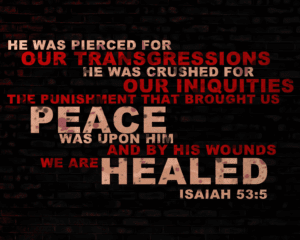 HE WAS PIERCED FOR
OUR TRANSGRESSIONS
HE WAS CRUSHED FOR
OUR INIQUITIES
THE PUNISHMENT THAT BROUGHT US
PEACE
WAS UPON HIM
AND BY HIS WOUNDS
WE ARE HEALED
ISAIAH 53:5